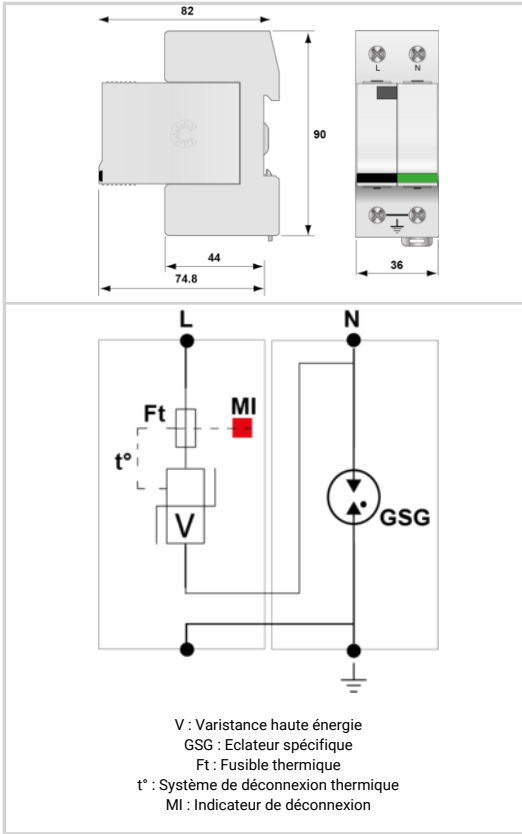 82
L N
90
44
74.8
36
L N
Ft MI
t°
V
GSG
V : Varistance haute énergie
GSG : Eclateur spécifique
Ft : Fusible thermique
t° : Système de déconnexion thermique
MI : Indicateur de déconnexion